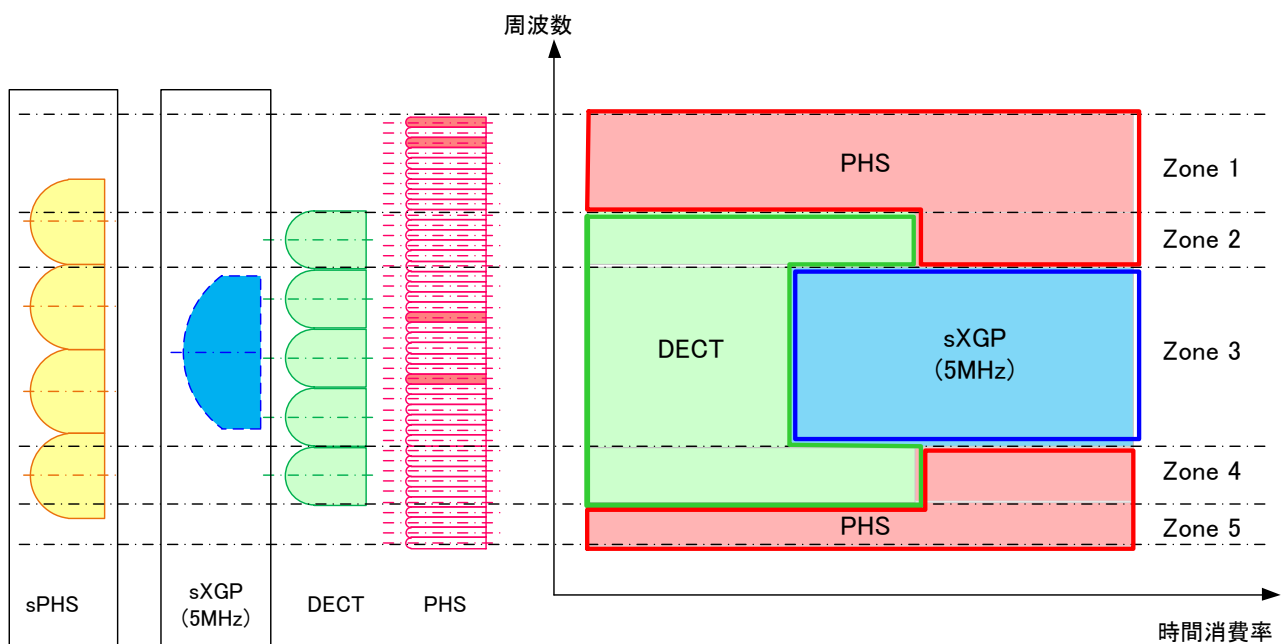 周波数
PHS
Zone 1
Zone 2
DECT
sXGP
(5MHz)
Zone 3
Zone 4
PHS
Zone 5
sPHS
sXGP
(5MHz)
DECT
PHS
時間消費率